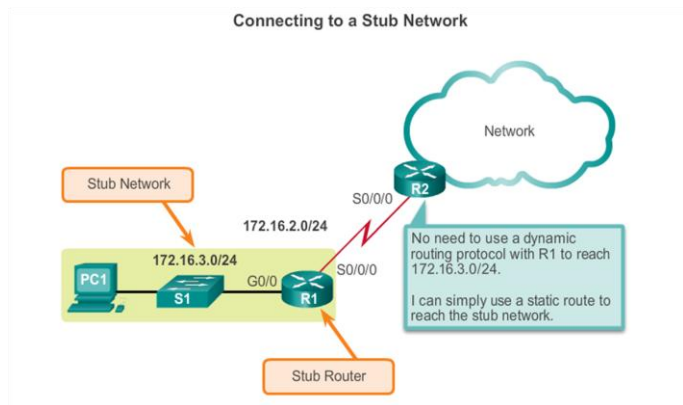 Connecting to a Stub Network
Network
Stub Network
R2
S0/0/0
172.16.2.0/24
No need to use a dynamic
routing protocol with R1 to reach
172.16.3.0/24.
I can simply use a static route to
reach the stub network.
172.16.3.0/24
S0/0/0
PC1
G0/0
S1
R1
Stub Router